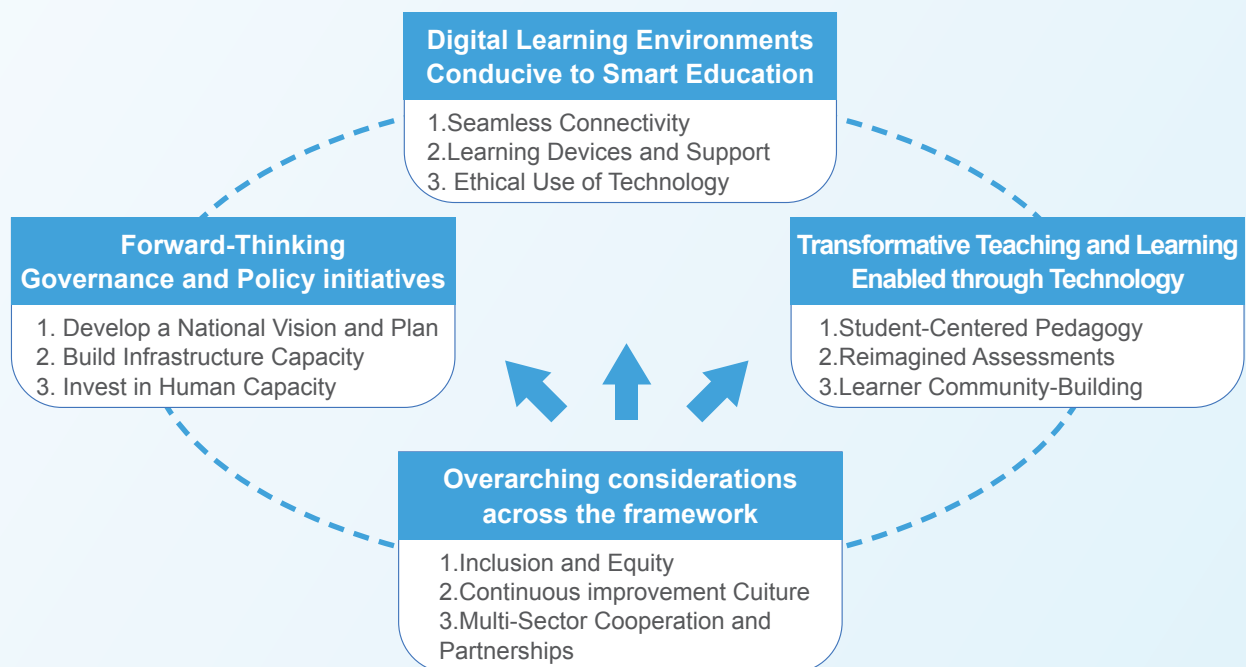 Digital Learning Environments
Conducive to Smart Education
1.Seamless Connectivity
2.Learning Devices and Support
3. Ethical Use of Technology
Forward-Thinking
Governance and Policy initiatives
1. Develop a National Vision and Plan
2. Build Infrastructure Capacity
3. Invest in Human Capacity
Transformative Teaching and Learning
Enabled through Technology
1.Student-Centered Pedagogy
2.Reimagined Assessments
3.Learner Community-Building
Overarching considerations
across the framework
1.Inclusion and Equity
2.Continuous improvement Cuiture
3.Multi-Sector Cooperation and
Partnerships